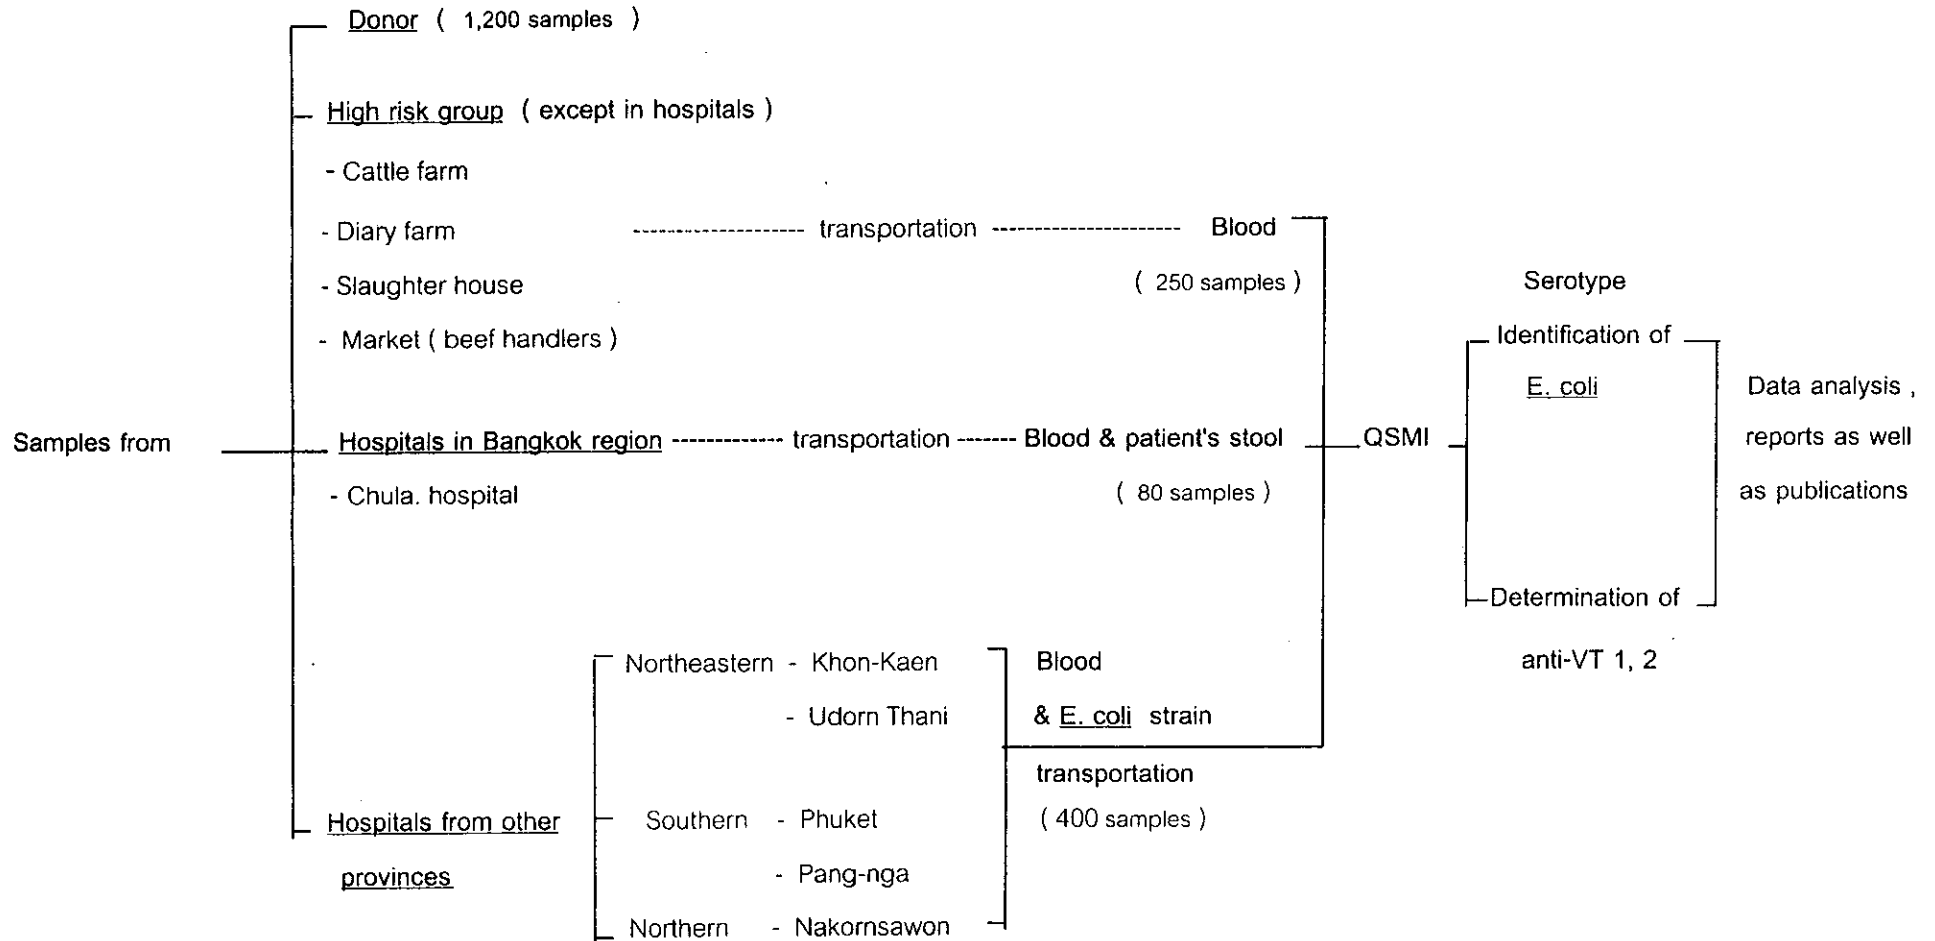 Donor ( 1,200 samples )
High risk group ( except in hospitals )
- Cattle farm
- Diary farm ----------------- transportation ------------------- Blood
- Slaughter house ( 250 samples )
- Market ( beef handlers )
Samples from
Hospitals in Bangkok region ------------ transportation ------- Blood & patient's stool
- Chula. hospital ( 80 samples )
Hospitals from other
provinces
Northeastern - Khon-Kaen
- Udorn Thani
Southern - Phuket
- Pang-nga
Northern - Nakornsawon
Blood
& E. coli strain
transportation
( 400 samples )
QSMI
Serotype
Identification of
E. coli
Determination of
anti-VT 1, 2
Data analysis ,
reports as well
as publications